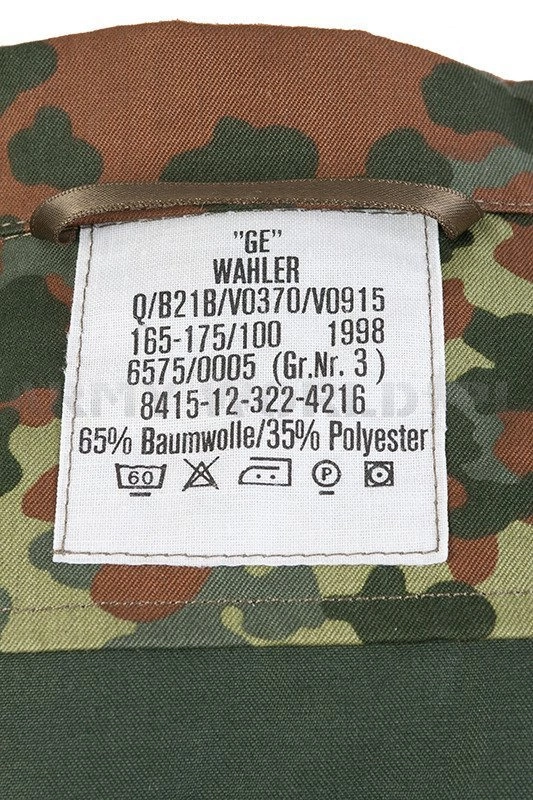 "GE"
WAHLER
Q/B21B/V0370/V0915
165-175/100 1998
6575/0005 (Gr.Nr. 3)
8415-12-322-4216
65% Baumwolle/35% Polyester
60 P